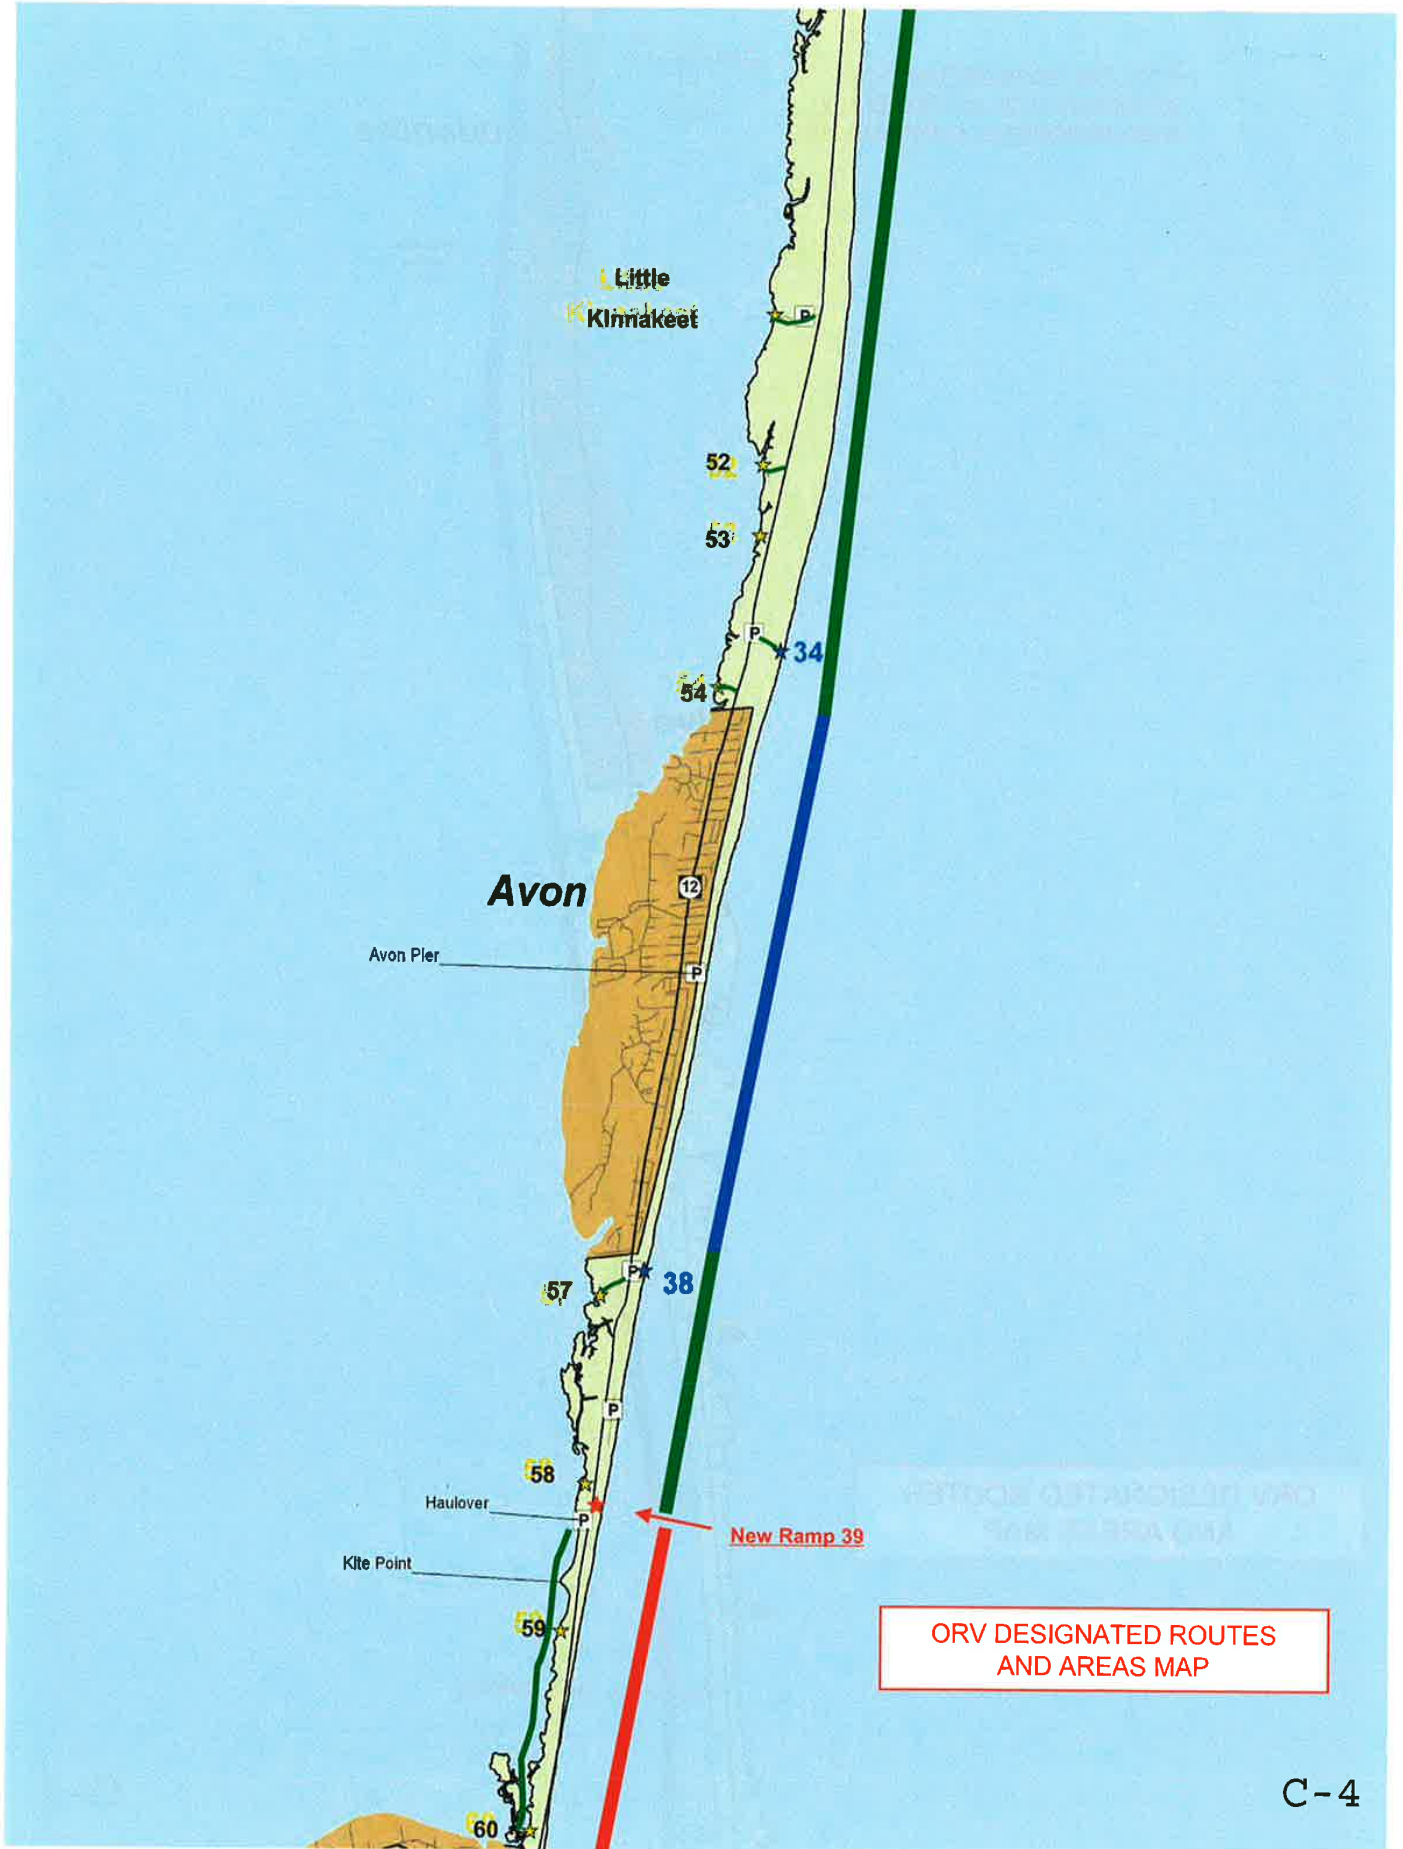 Little
Kinnakeet
P
52
53
P
34
54
Avon
12
Avon Pier
P
P
38
57
P
58
Haulover
P
New Ramp 39
Kite Point
59
ORV DESIGNATED ROUTES
AND AREAS MAP
C-4
60